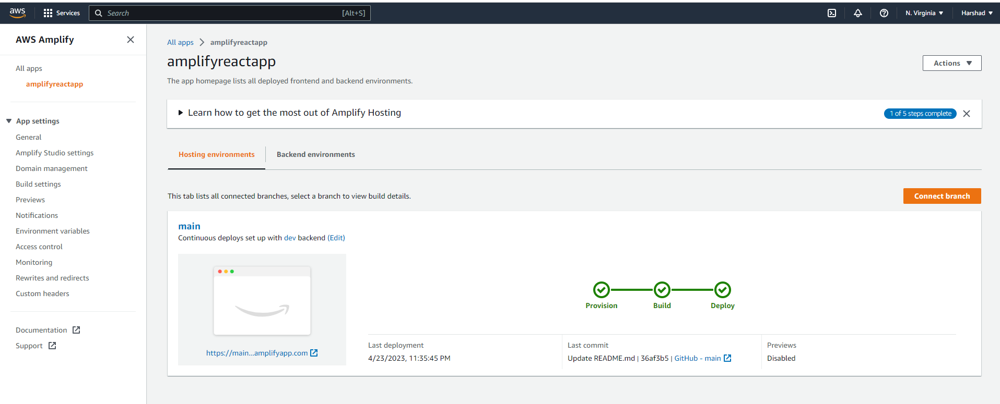 aws
Services
Search [Alt+S]
N. Virginia
Harshad
AWS Amplify
All apps
amplifyreactapp
App settings
General
Amplify Studio settings
Domain management
Build settings
Previews
Notifications
Environment variables
Access control
Monitoring
Rewrites and redirects
Custom headers
Documentation
Support
All apps amplifyreactapp
amplifyreactapp
Actions
The app homepage lists all deployed frontend and backend environments.
Learn how to get the most out of Amplify Hosting
1 of 5 steps complete
Hosting environments
Backend environments
This tab lists all connected branches, select a branch to view build details.
Connect branch
main
Continuous deploys set up with dev backend (Edit)
https://main...amplifyapp.com
Provision
Build
Deploy
Last deployment
4/23/2023, 11:35:45 PM
Last commit
Update README.md | 36af3b5 | GitHub - main
Previews
Disabled